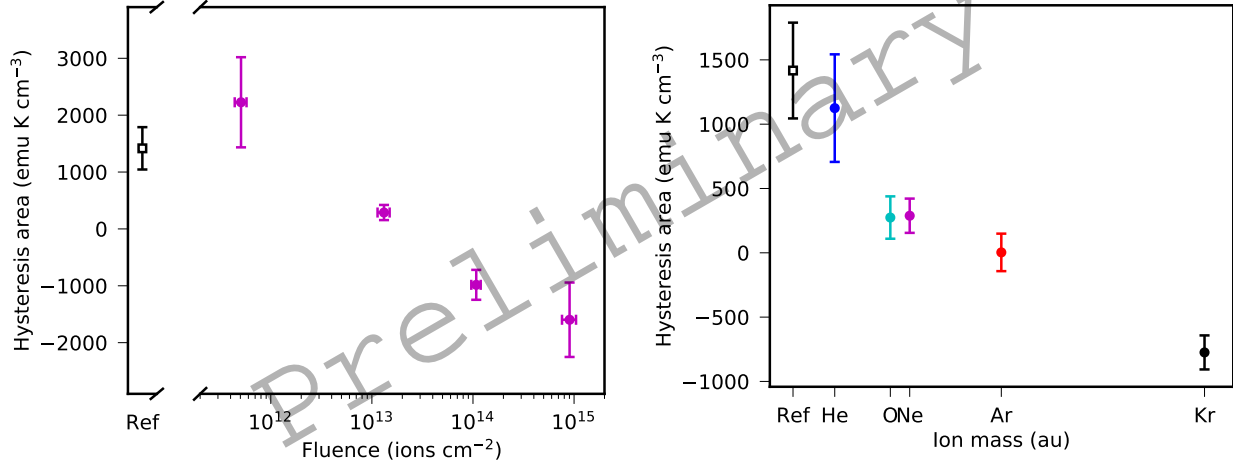 Hysteresis area (emu K cm⁻³)
3000
2000
1000
0
−1000
−2000
Ref
10¹²
10¹³
10¹⁴
10¹⁵
Fluence (ions cm⁻²)
Hysteresis area (emu K cm⁻³)
1500
1000
500
0
−500
−1000
Ref He O Ne Ar Kr
Ion mass (au)
Preliminary